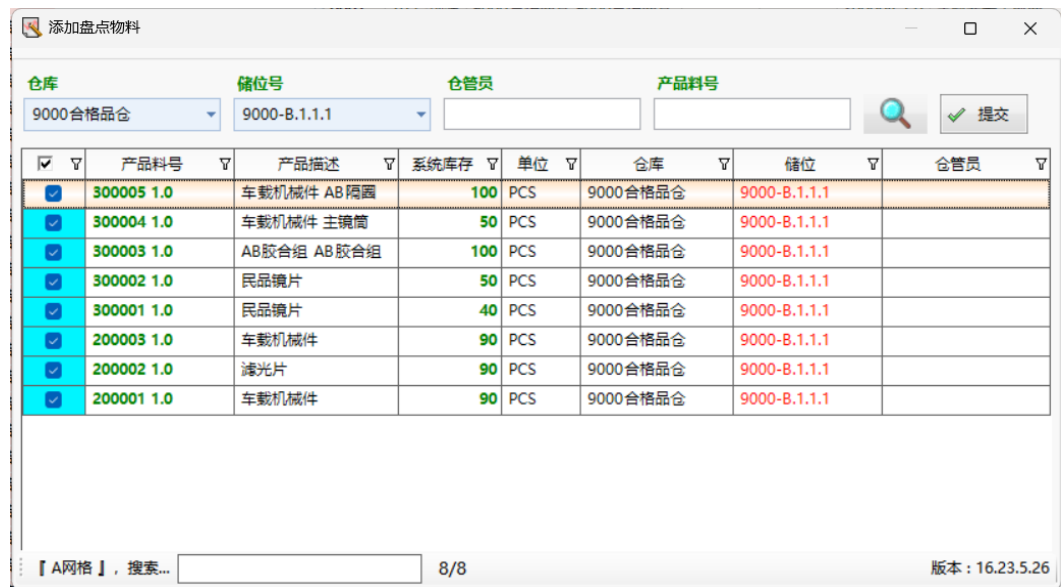 添加盘点物料
仓库 储位号 仓管员 产品料号
9000合格品仓 9000-B.1.1.1 提交
产品料号 产品描述 系统库存 单位 仓库 储位 仓管员
300005 1.0 车载机械件 AB隔圆 100 PCS 9000合格品仓 9000-B.1.1.1
300004 1.0 车载机械件 主镜筒 50 PCS 9000合格品仓 9000-B.1.1.1
300003 1.0 AB胶合组 AB胶合组 100 PCS 9000合格品仓 9000-B.1.1.1
300002 1.0 民品镜片 50 PCS 9000合格品仓 9000-B.1.1.1
300001 1.0 民品镜片 40 PCS 9000合格品仓 9000-B.1.1.1
200003 1.0 车载机械件 90 PCS 9000合格品仓 9000-B.1.1.1
200002 1.0 滤光片 90 PCS 9000合格品仓 9000-B.1.1.1
200001 1.0 车载机械件 90 PCS 9000合格品仓 9000-B.1.1.1
『 A网格 』, 搜索... 8/8 版本：16.23.5.26